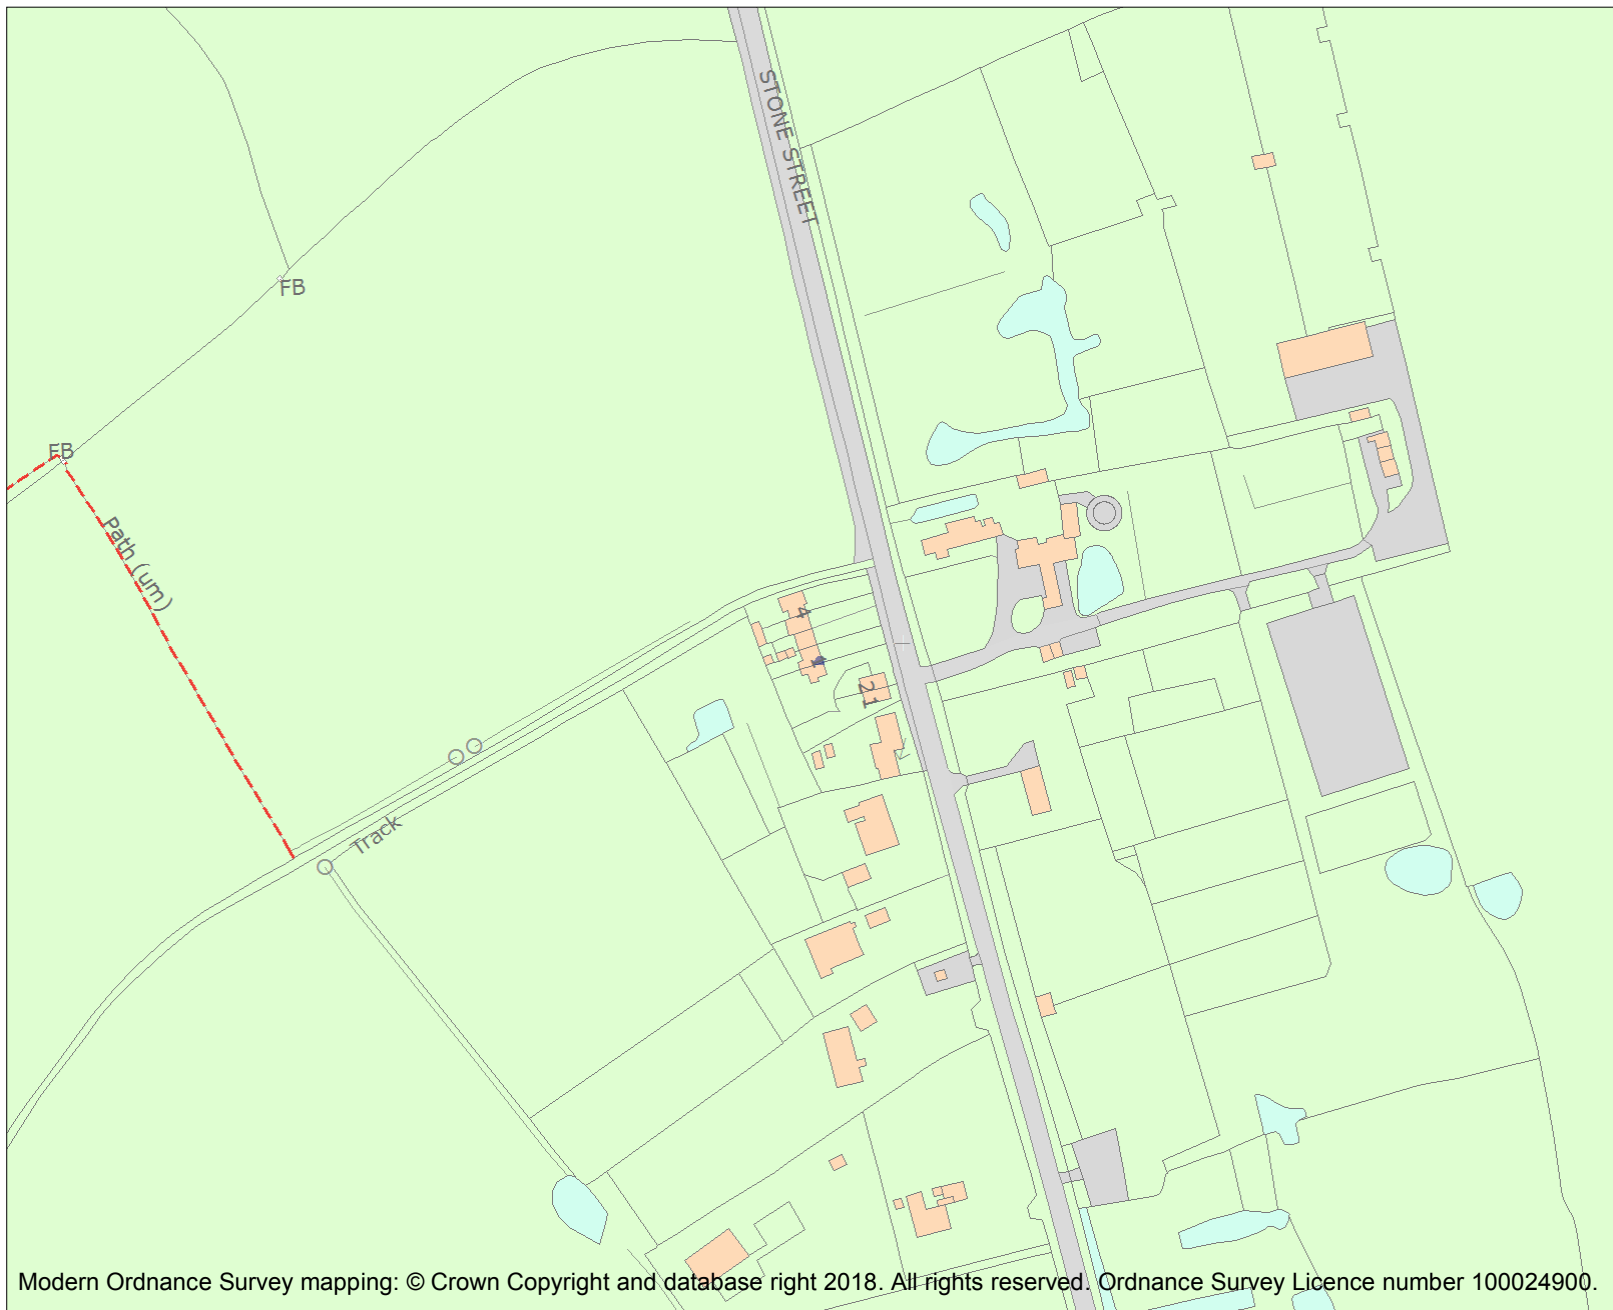 STONE STREET
FB
FB
Path (um)
4
1
21
Track
Modern Ordnance Survey mapping: © Crown Copyright and database right 2018. All rights reserved. Ordnance Survey Licence number 100024900.